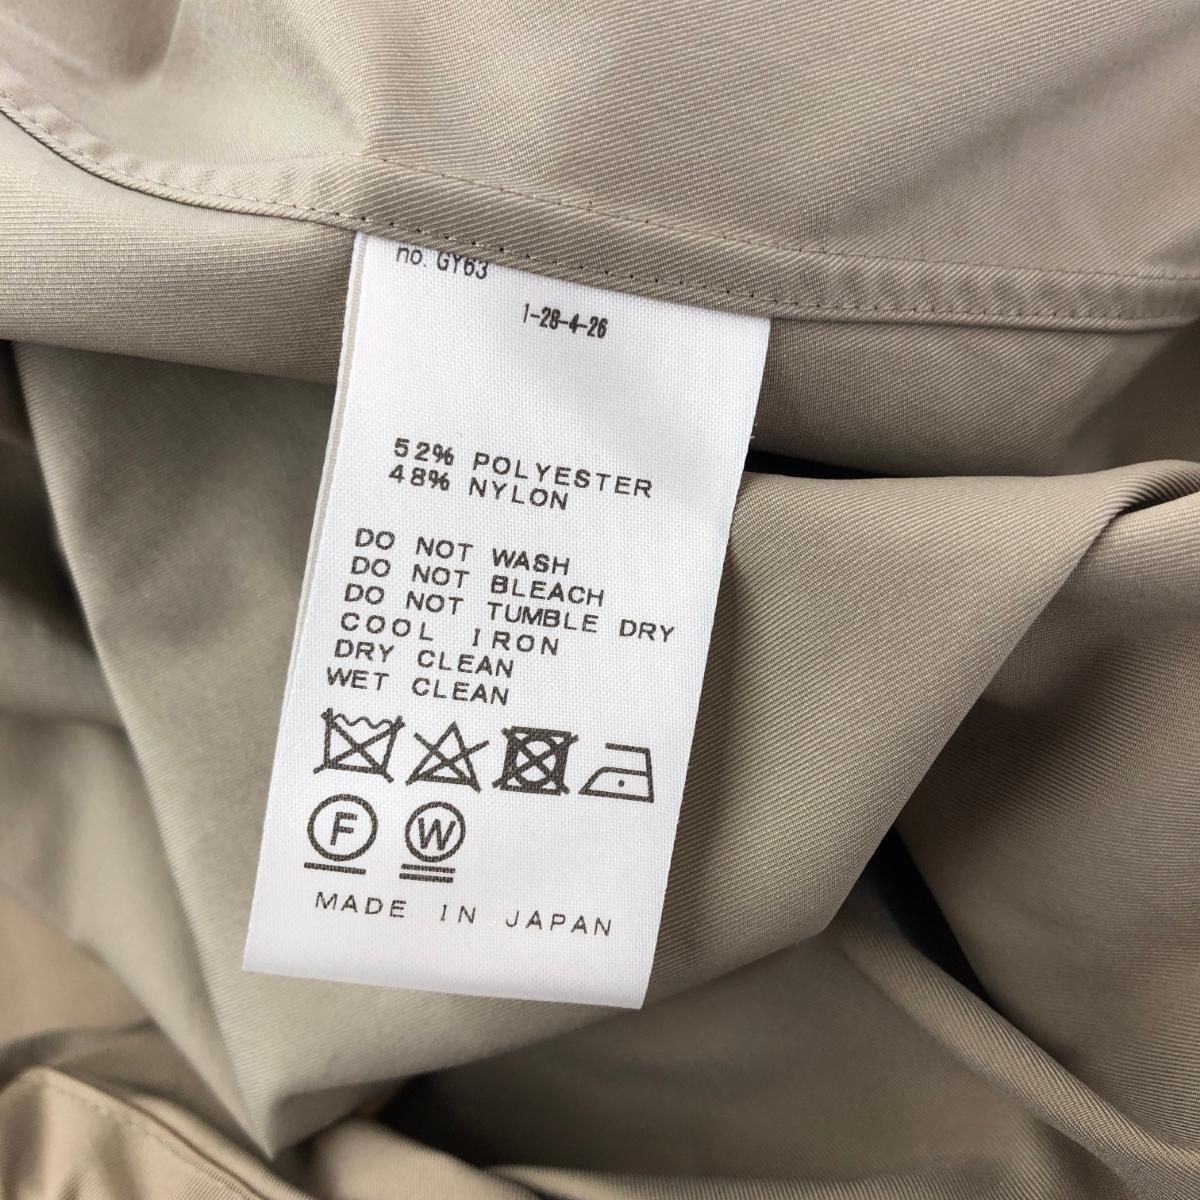 no. GY63
1-28-4-26
52% POLYESTER
48% NYLON
DO NOT WASH
DO NOT BLEACH
DO NOT TUMBLE DRY
COOL IRON
DRY CLEAN
WET CLEAN
F W
MADE IN JAPAN